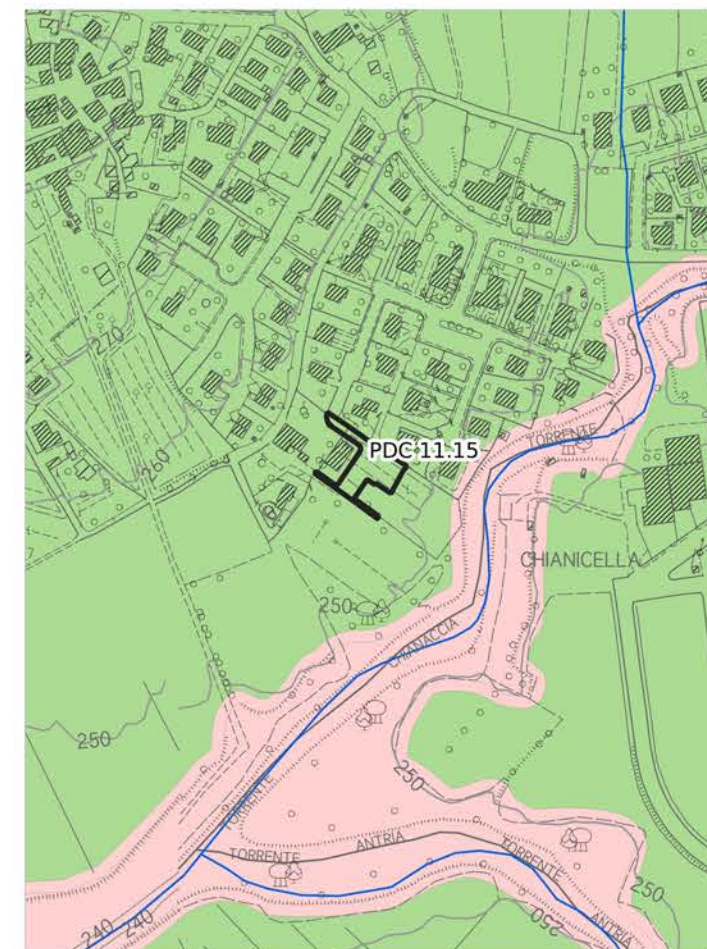 270
260
PDC 11.15
TORRENTE
CHIANICELLA
250
CHIANACCIA
250
250
TORRENTE
ANTRIA
TORRENTE
TORRENTE
250
250
ANTRIA
240
240